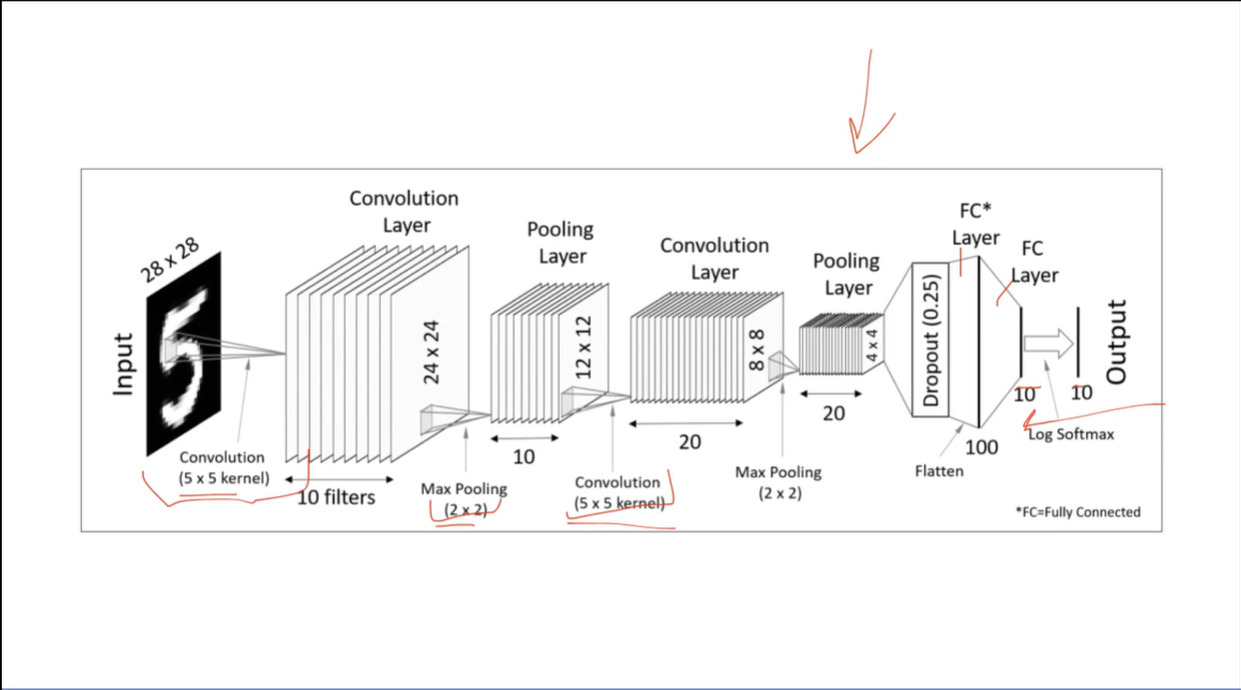 Input
28 x 28
Convolution
(5 x 5 kernel)
Convolution
Layer
24 x 24
10 filters
Max Pooling
(2 x 2)
Pooling
Layer
12 x 12
10
Convolution
(5 x 5 kernel)
Convolution
Layer
8 x 8
20
Max Pooling
(2 x 2)
Pooling
Layer
4 x 4
20
Dropout (0.25)
Flatten
FC*
Layer
100
FC
Layer
10
Log Softmax
10
Output
*FC=Fully Connected
5